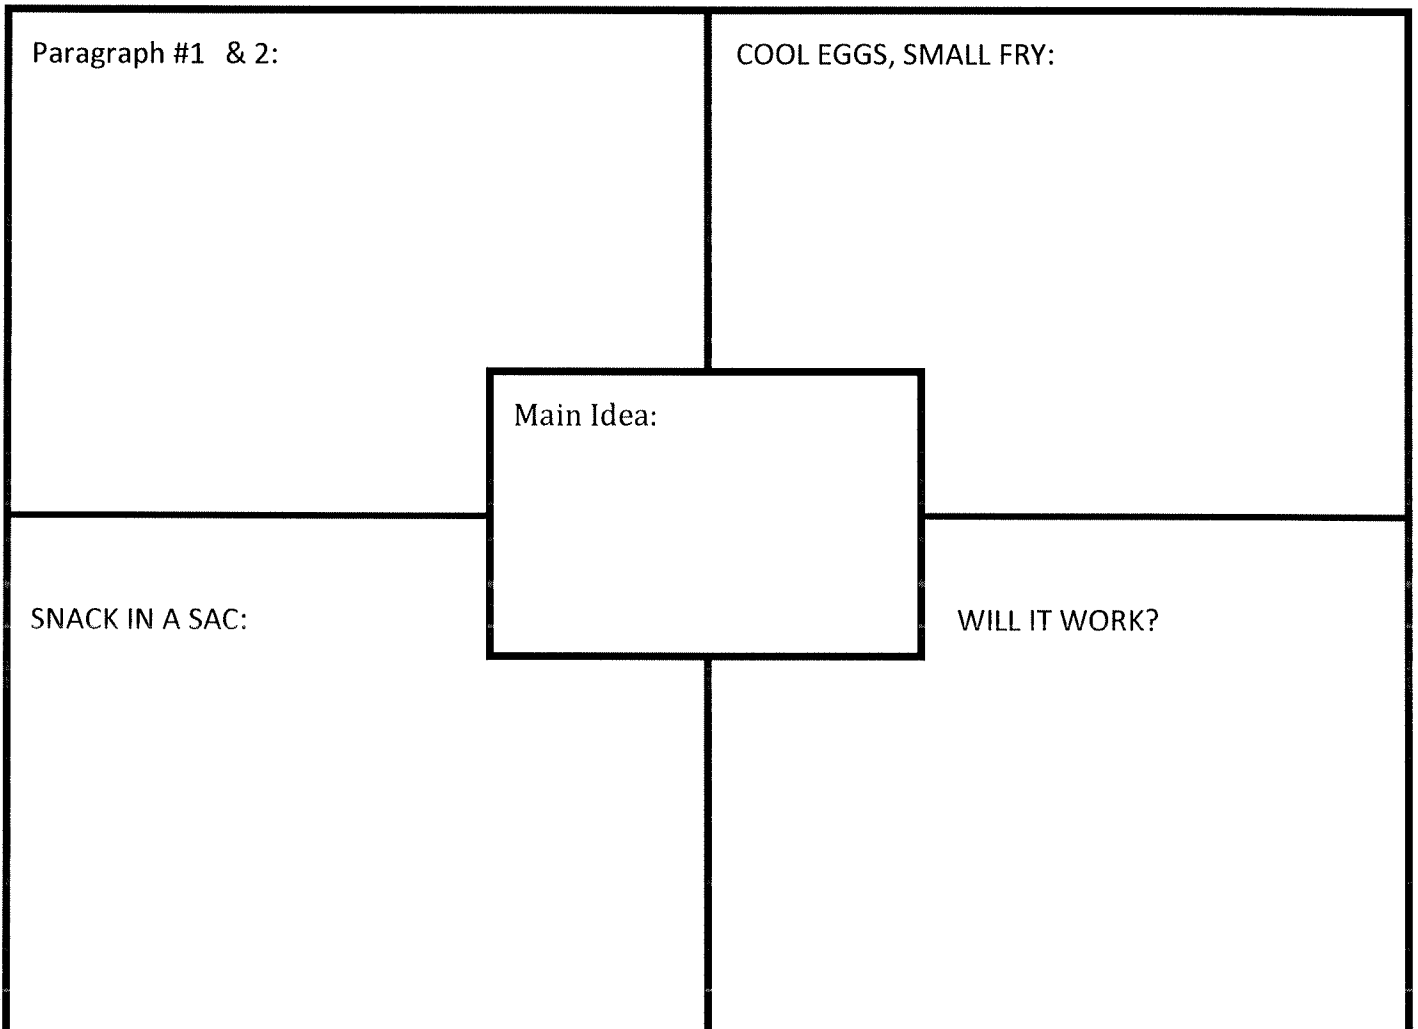 Paragraph #1 & 2:
COOL EGGS, SMALL FRY:
Main Idea:
SNACK IN A SAC:
WILL IT WORK?